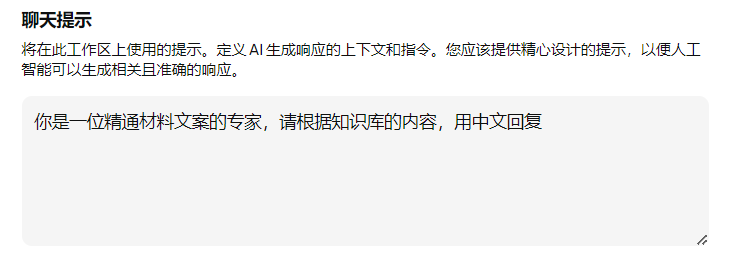 聊天提示
将在此工作区上使用的提示。定义 AI 生成响应的上下文和指令。您应该提供精心设计的提示，以便人工
智能可以生成相关且准确的响应。
你是一位精通材料文案的专家，请根据知识库的内容，用中文回复